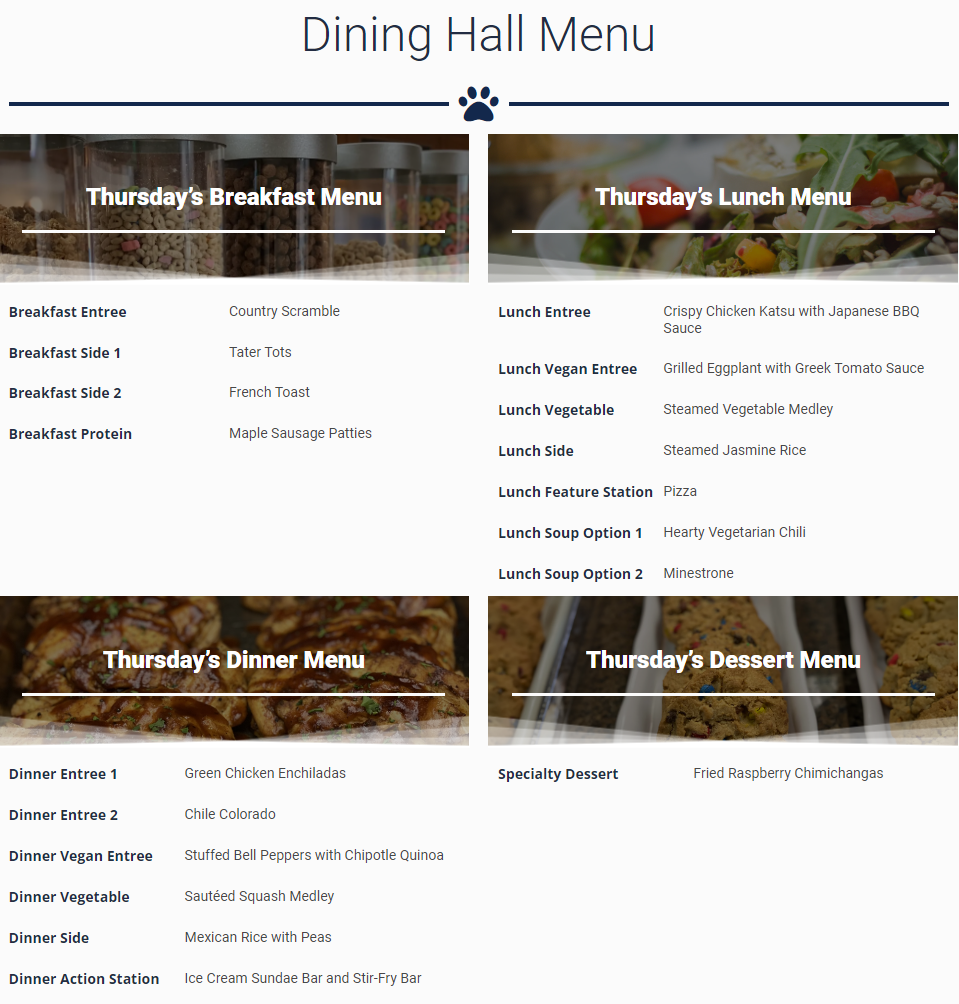 Dining Hall Menu
Thursday’s Breakfast Menu
Breakfast Entree Country Scramble
Breakfast Side 1 Tater Tots
Breakfast Side 2 French Toast
Breakfast Protein Maple Sausage Patties
Thursday’s Lunch Menu
Lunch Entree Crispy Chicken Katsu with Japanese BBQ
Sauce
Lunch Vegan Entree Grilled Eggplant with Greek Tomato Sauce
Lunch Vegetable Steamed Vegetable Medley
Lunch Side Steamed Jasmine Rice
Lunch Feature Station Pizza
Lunch Soup Option 1 Hearty Vegetarian Chili
Lunch Soup Option 2 Minestrone
Thursday’s Dinner Menu
Dinner Entree 1 Green Chicken Enchiladas
Dinner Entree 2 Chile Colorado
Dinner Vegan Entree Stuffed Bell Peppers with Chipotle Quinoa
Dinner Vegetable Sautéed Squash Medley
Dinner Side Mexican Rice with Peas
Dinner Action Station Ice Cream Sundae Bar and Stir-Fry Bar
Thursday’s Dessert Menu
Specialty Dessert Fried Raspberry Chimichangas